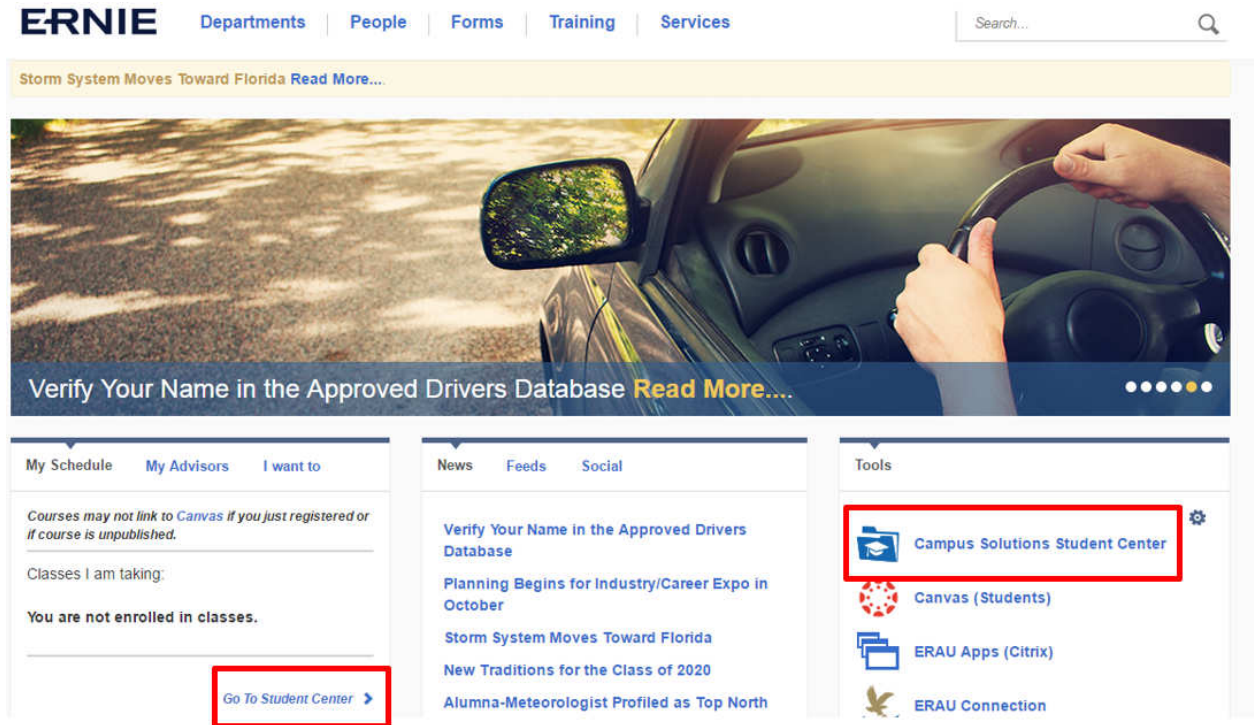 ERNIE
Departments
People
Forms
Training
Services
Search...
Storm System Moves Toward Florida Read More....
Verify Your Name in the Approved Drivers Database Read More....
My Schedule
My Advisors
I want to
Courses may not link to Canvas if you just registered or
if course is unpublished.
Classes I am taking:
You are not enrolled in classes.
Go To Student Center
News
Feeds
Social
Verify Your Name in the Approved Drivers
Database
Planning Begins for Industry/Career Expo in
October
Storm System Moves Toward Florida
New Traditions for the Class of 2020
Alumna-Meteorologist Profiled as Top North
Tools
Campus Solutions Student Center
Canvas (Students)
ERAU Apps (Citrix)
ERAU Connection